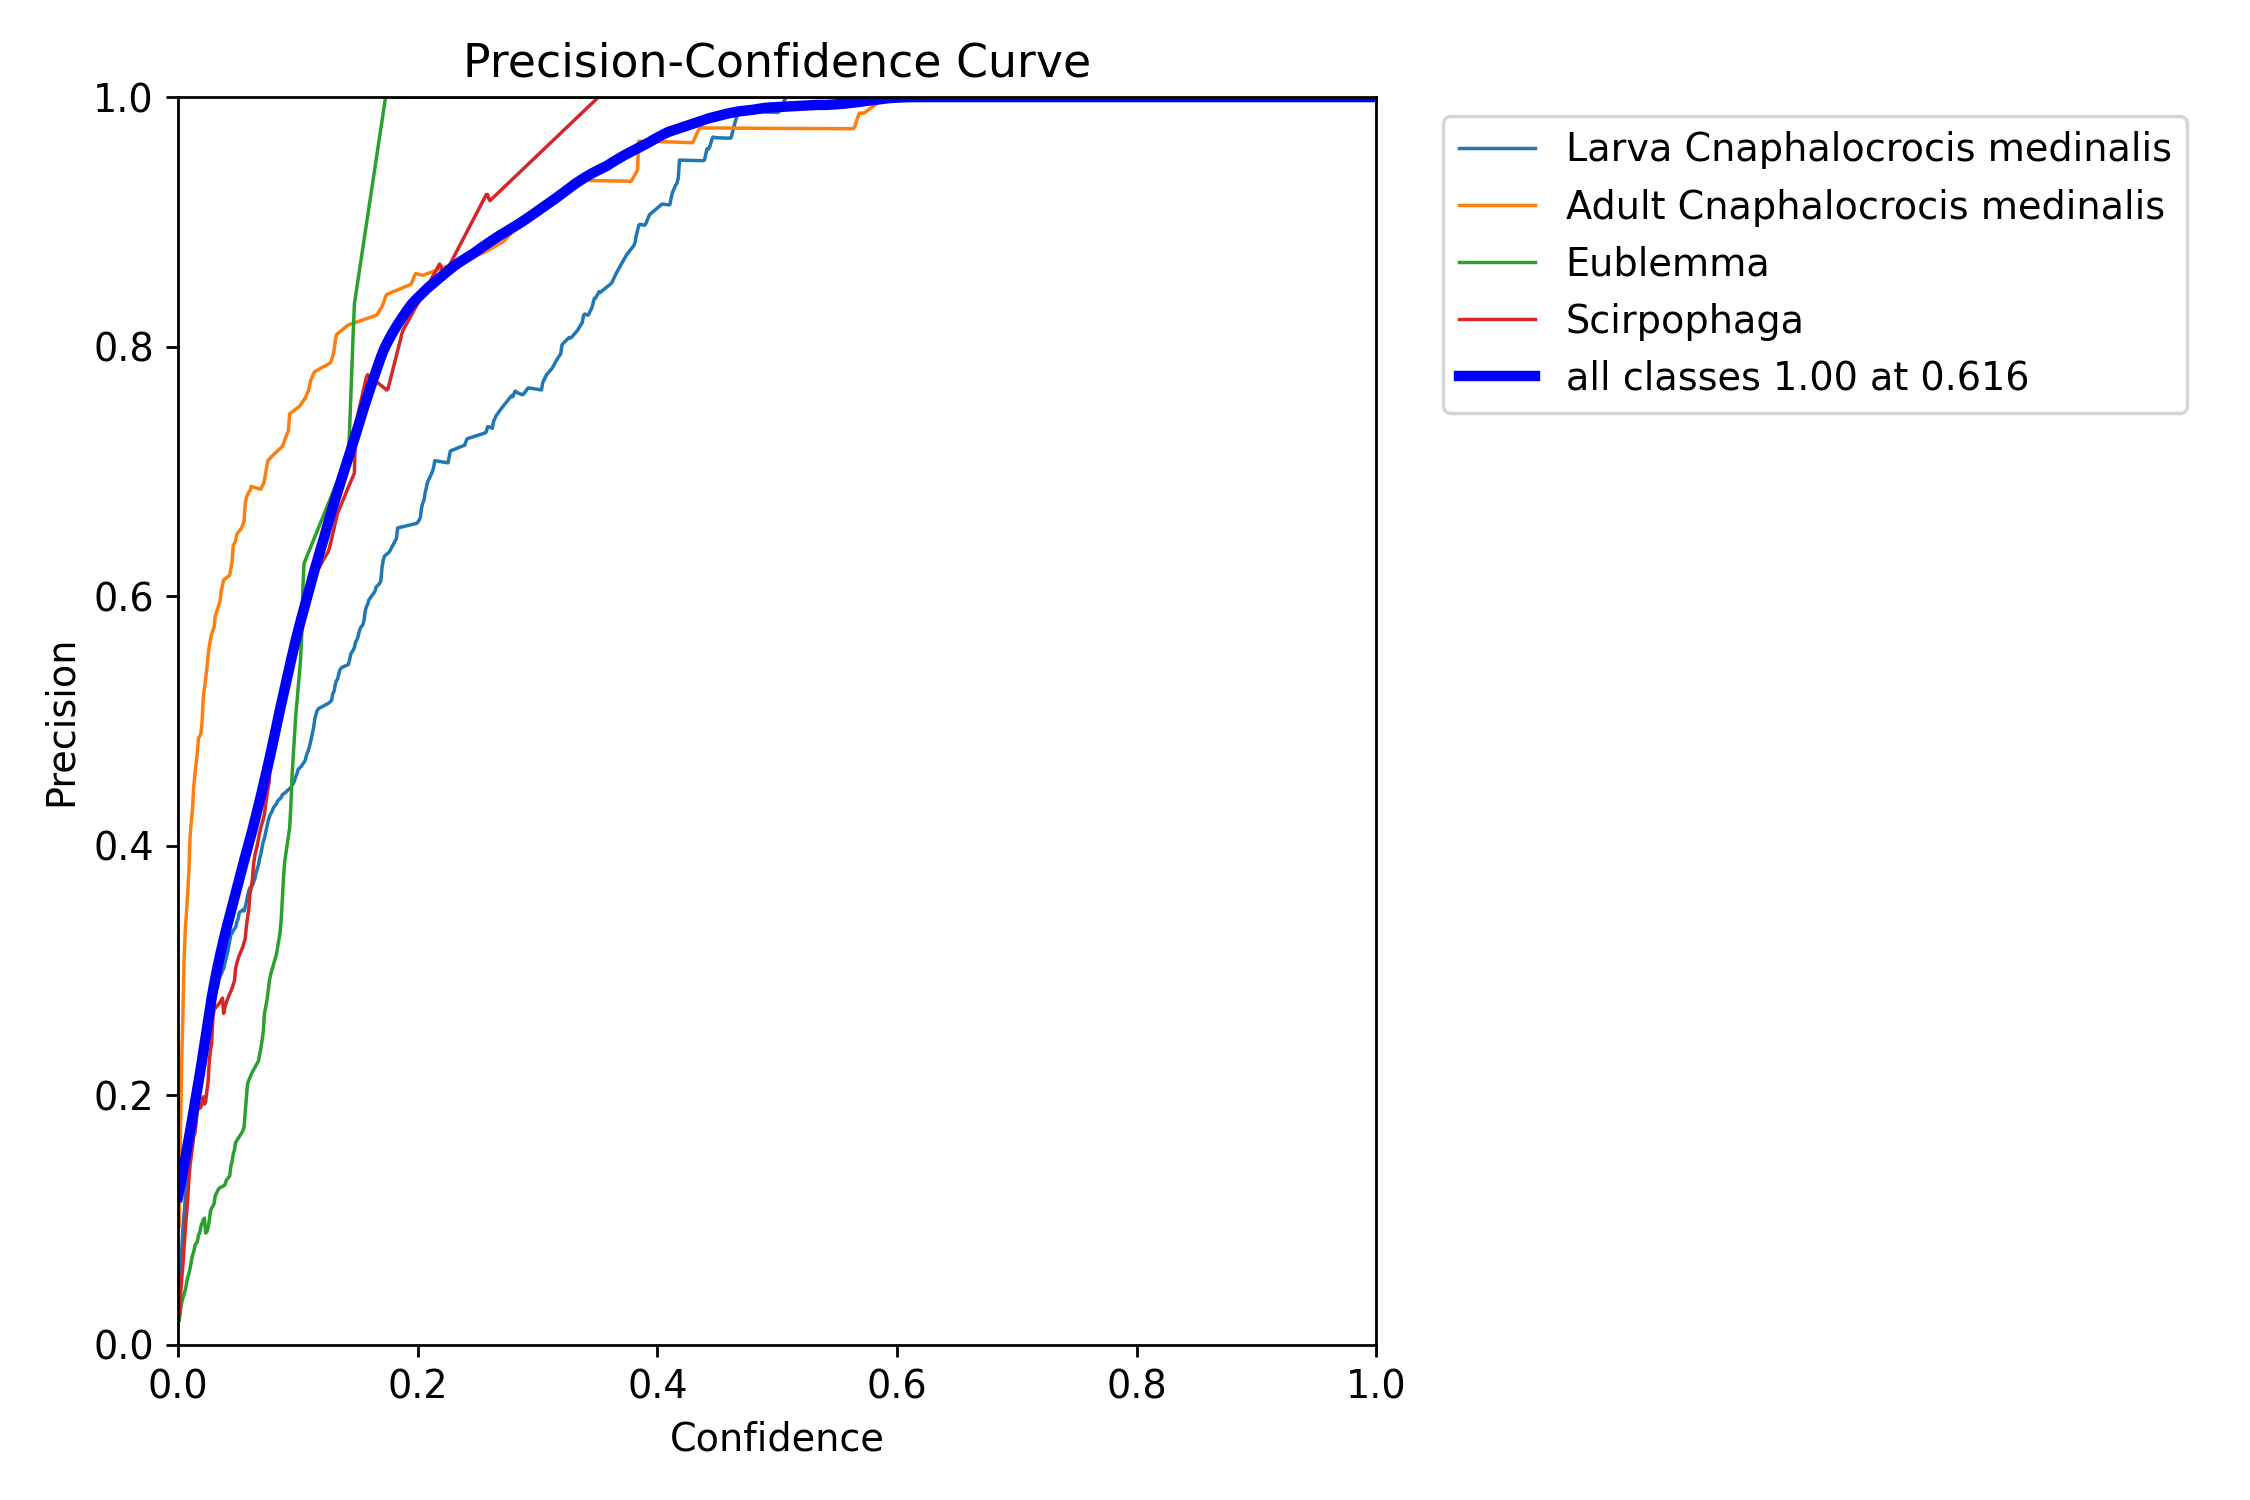 Precision-Confidence Curve
1.0
0.8
0.6
0.4
0.2
0.0
Precision
0.0 0.2 0.4 0.6 0.8 1.0
Confidence
Larva Cnaphalocrocis medinalis
Adult Cnaphalocrocis medinalis
Eublemma
Scirpophaga
all classes 1.00 at 0.616